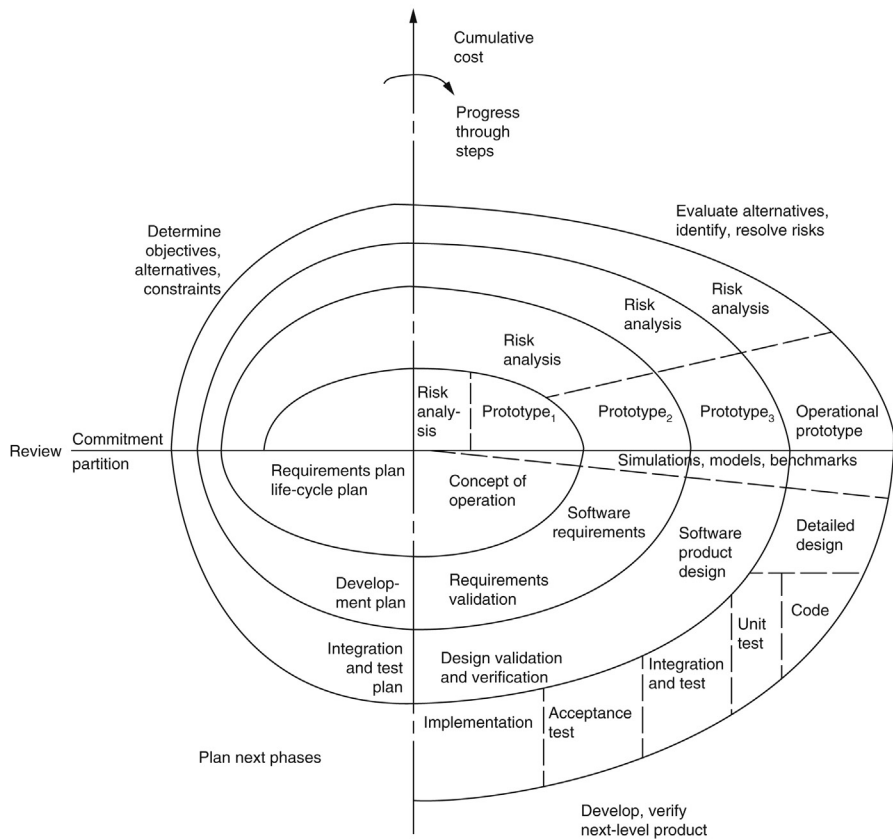 Cumulative
cost
Progress
through
steps
Evaluate alternatives,
identify, resolve risks
Determine
objectives,
alternatives,
constraints
Risk
analysis
Risk
analysis
Risk
analysis
Risk
analy-
sis
Prototype1
Prototype2
Prototype3
Operational
prototype
Review
Commitment
partition
Simulations, models, benchmarks
Requirements plan
life-cycle plan
Concept of
operation
Software
requirements
Software
product
design
Detailed
design
Develop-
ment plan
Requirements
validation
Code
Unit
test
Integration
and test
plan
Design validation
and verification
Integration
and test
Implementation
Acceptance
test
Plan next phases
Develop, verify
next-level product